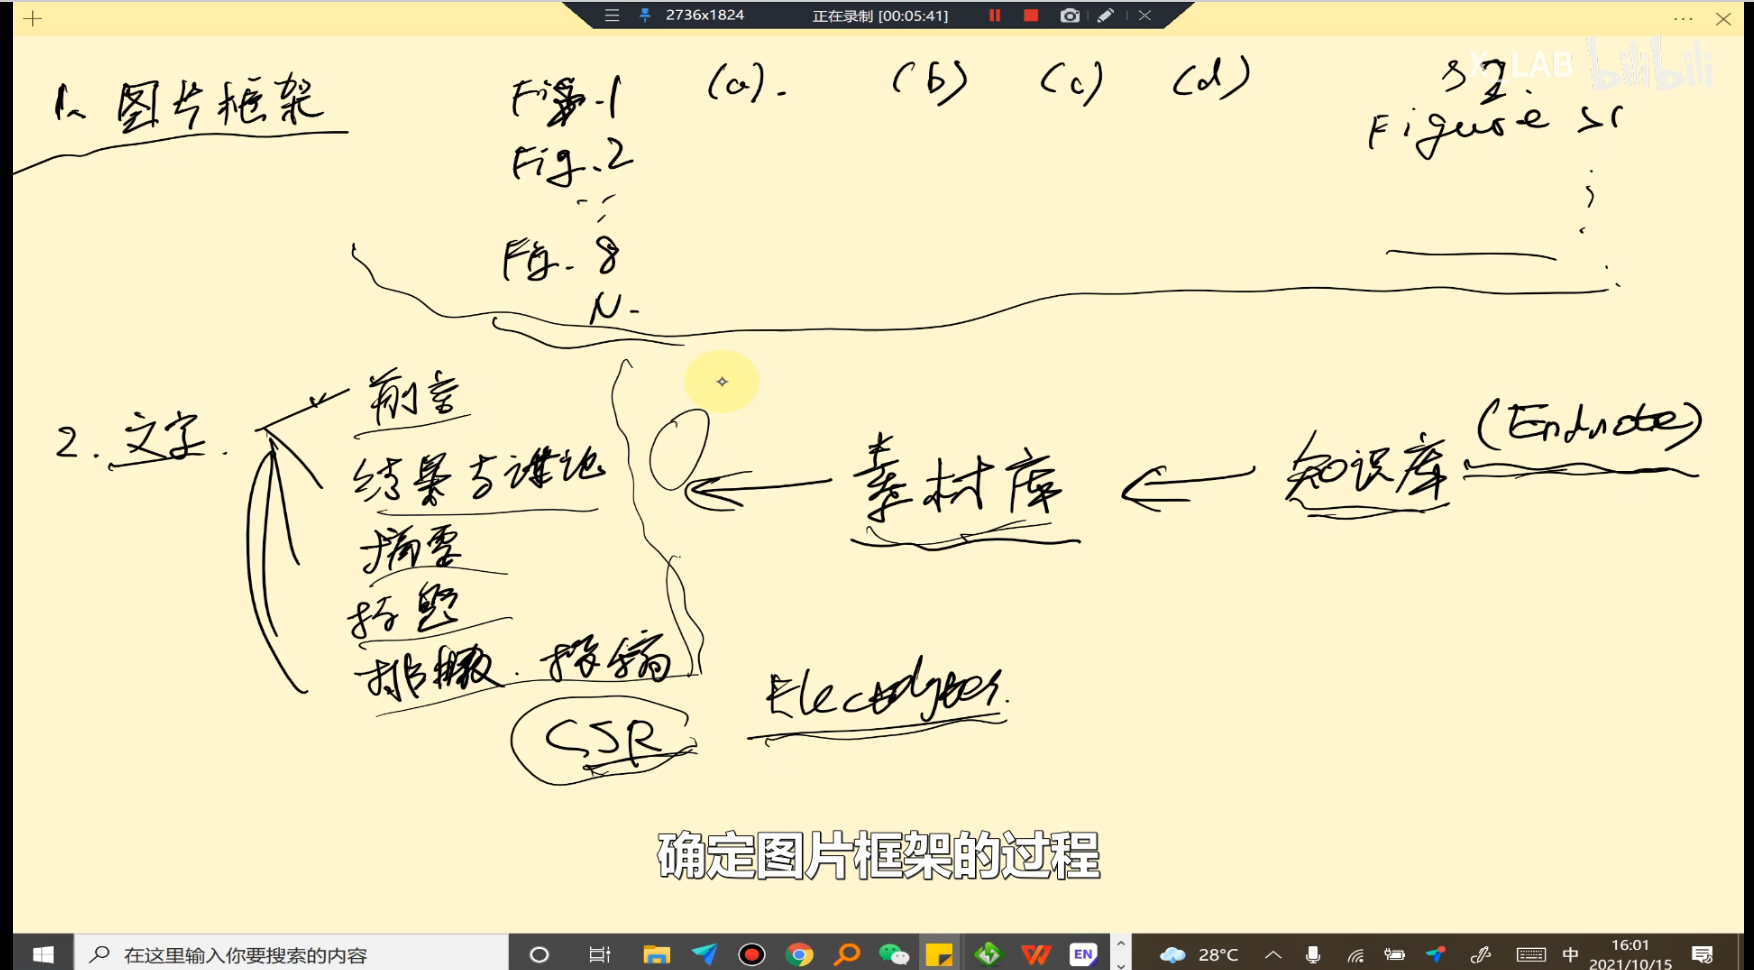 2736x1824 正在录制 [00:05:41]
X_LAB bilibili
1、图片框架
Fig.1 (a). (b) (c) (d)
Fig.2
Fig. 8
N.
SI.
Figure S1
2. 文字.
前言
结果与讨论
摘要
标题
排版. 投稿
素材库
知识库 (Endnote)
CSR
确定图片框架的过程
在这里输入你要搜索的内容
EN
28°C
中
16:01
2021/10/15